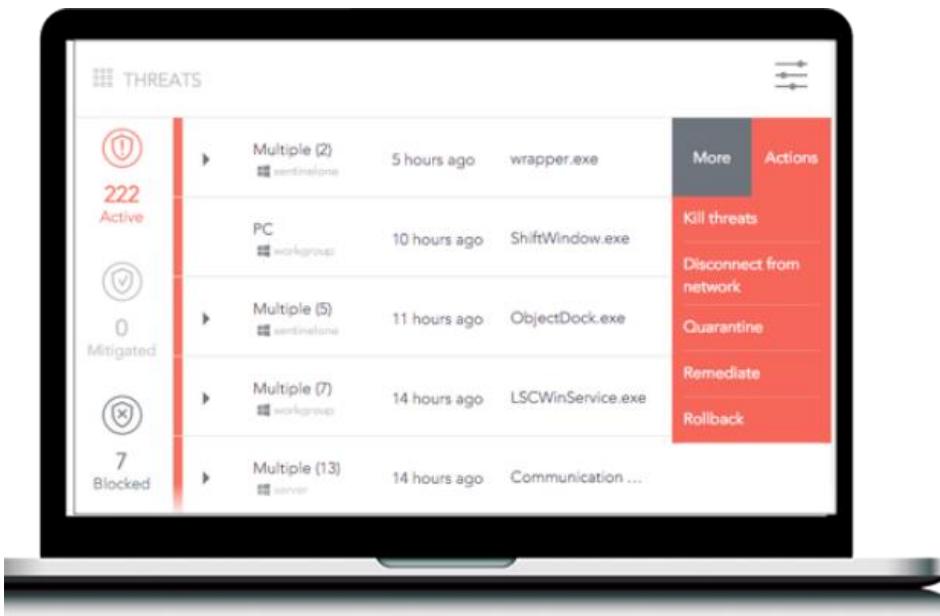 THREATS
222
Active
0
Mitigated
7
Blocked
Multiple (2)
sentinelone
5 hours ago
wrapper.exe
PC
workgroup
10 hours ago
ShiftWindow.exe
Multiple (5)
sentinelone
11 hours ago
ObjectDock.exe
Multiple (7)
workgroup
14 hours ago
LSCWinService.exe
Multiple (13)
server
14 hours ago
Communication ...
More
Actions
Kill threats
Disconnect from
network
Quarantine
Remediate
Rollback